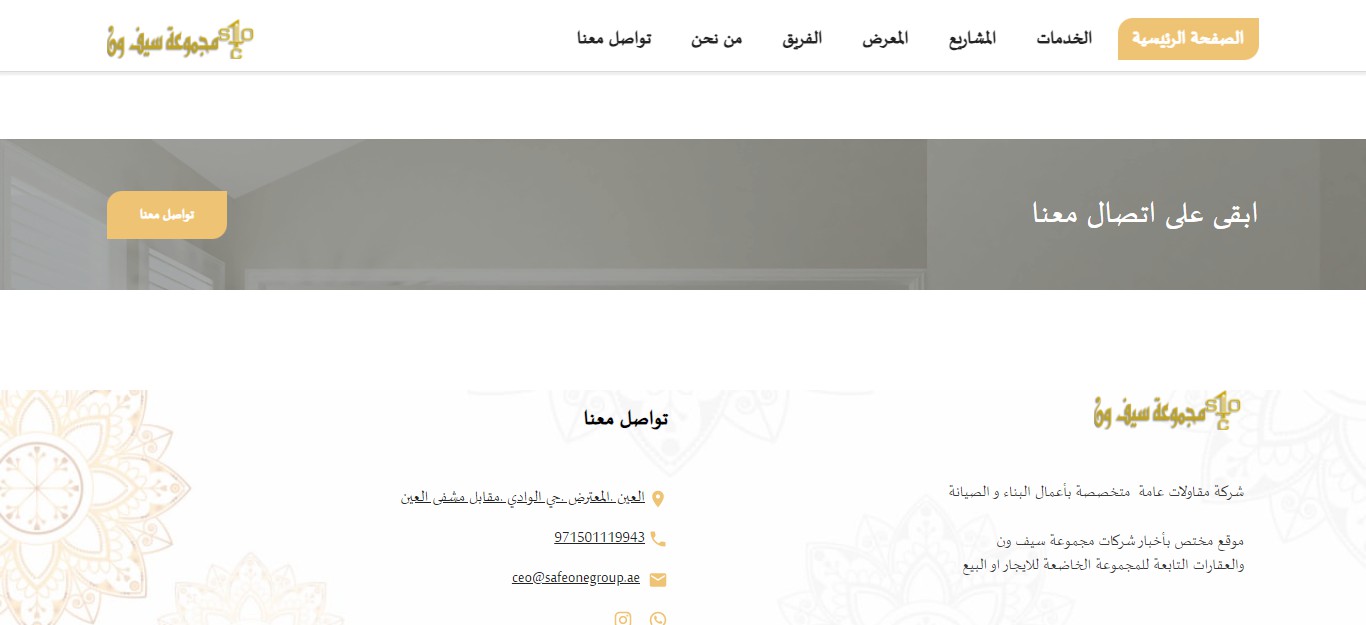 الصفحة الرئيسية
الخدمات
المشاريع
المعرض
الفريق
من نحن
تواصل معنا
S1OC مجموعة سيف ون
ابقى على اتصال معنا
تواصل معنا
S1OC مجموعة سيف ون
شركة مقاولات عامة متخصصة بأعمال البناء و الصيانة
موقع مختص بأخبار شركات مجموعة سيف ون
والعقارات التابعة للمجموعة الخاضعة للايجار او البيع
تواصل معنا
العين .المعترض .حي الوادي .مقابل مشفى العين
971501119943
ceo@safeonegroup.ae